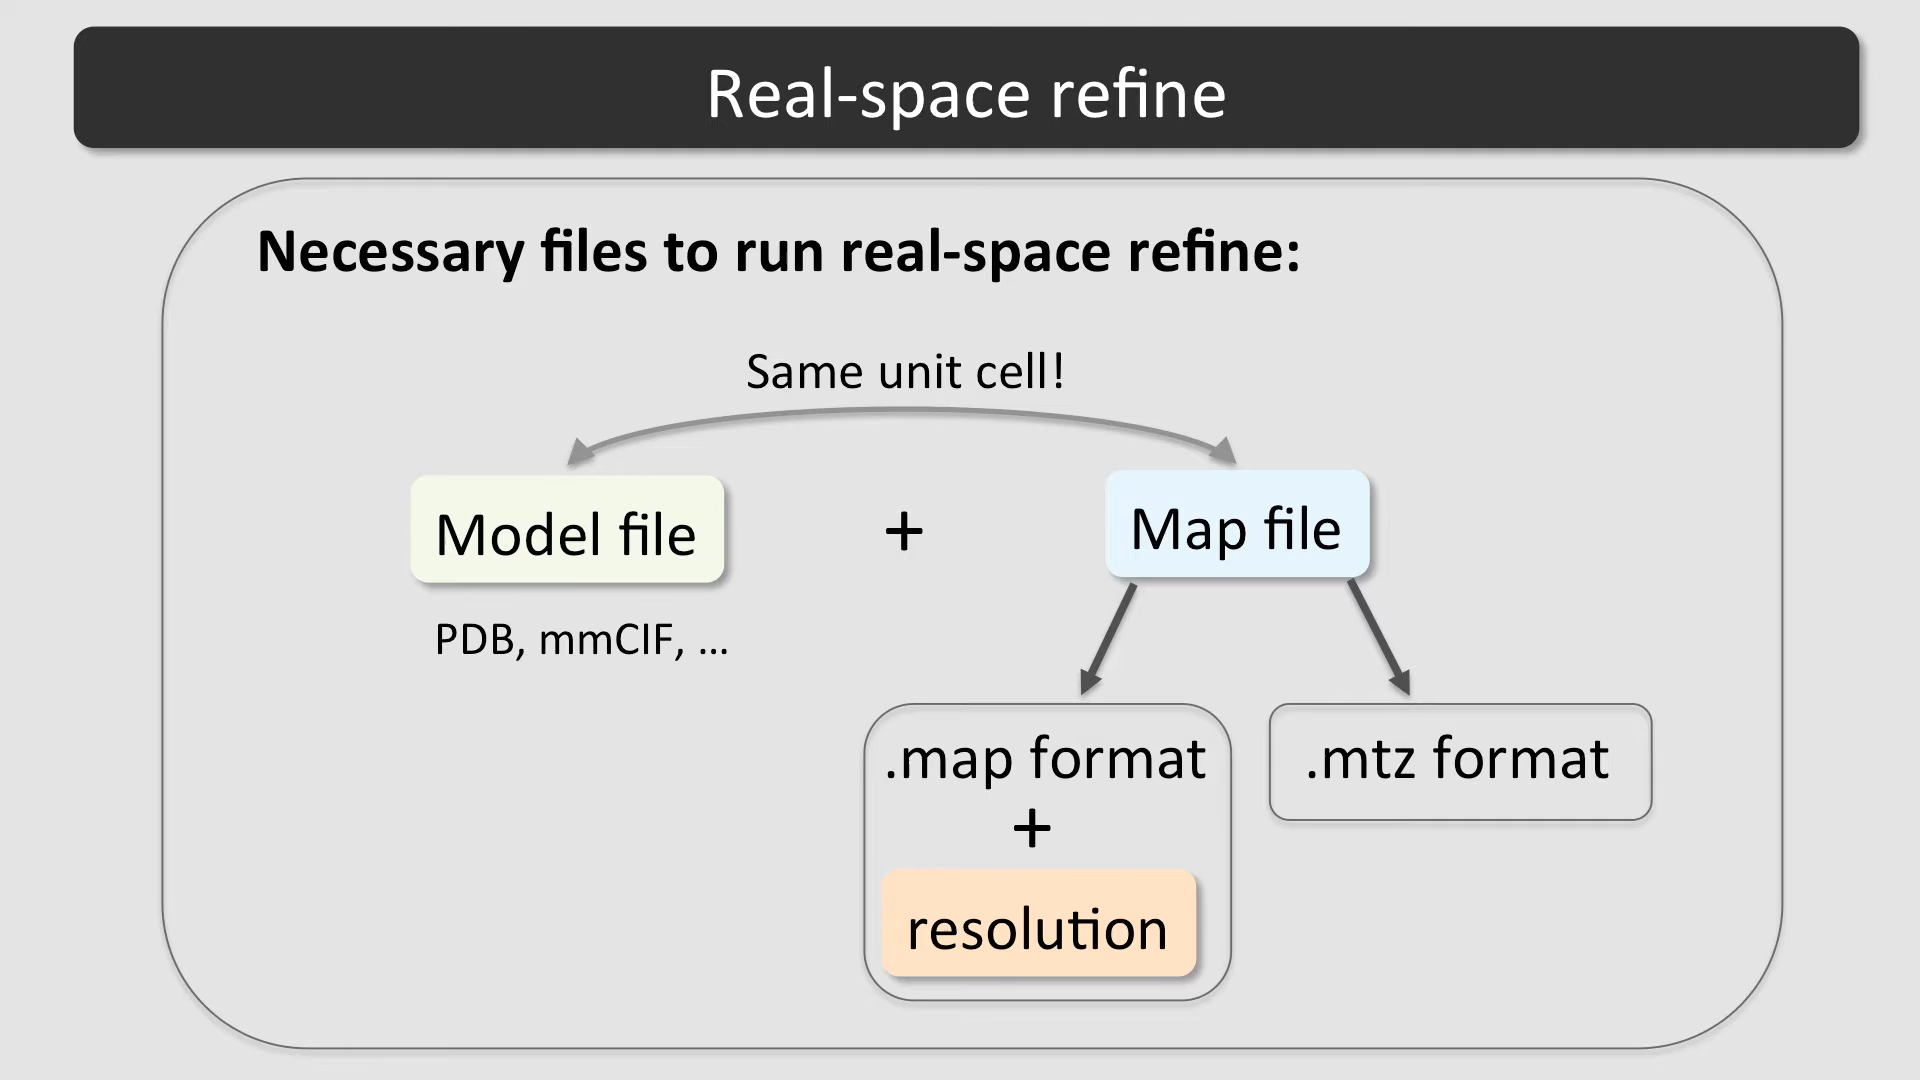 Real-space refine
Necessary files to run real-space refine:
Same unit cell!
Model file
+
Map file
PDB, mmCIF, ...
.map format
+
resolution
.mtz format